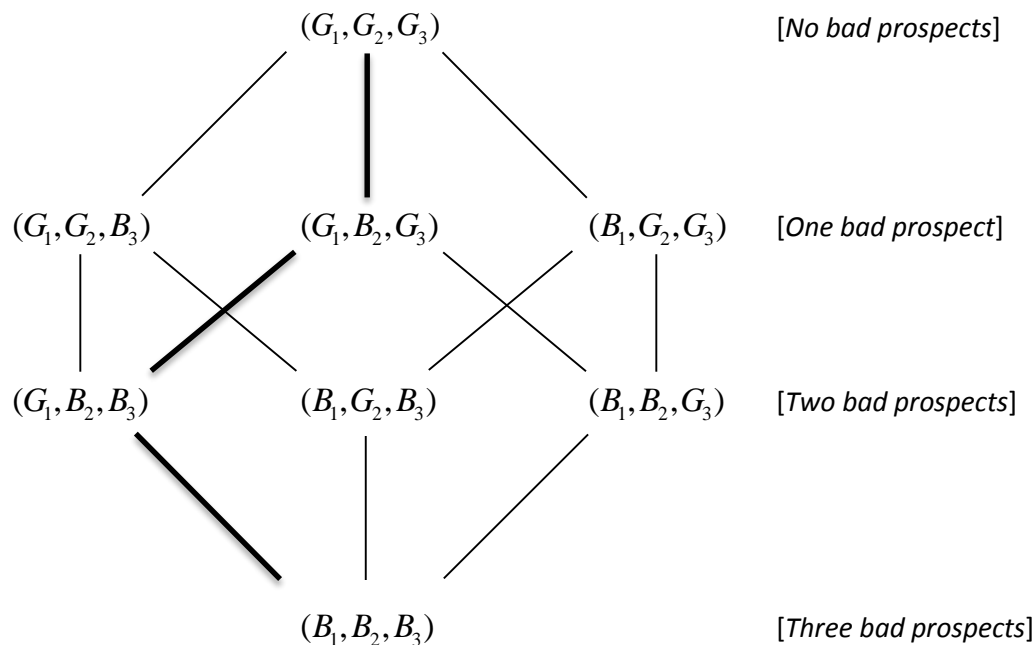 (G₁,G₂,G₃) [No bad prospects]
(G₁,G₂,B₃) (G₁,B₂,G₃) (B₁,G₂,G₃) [One bad prospect]
(G₁,B₂,B₃) (B₁,G₂,B₃) (B₁,B₂,G₃) [Two bad prospects]
(B₁,B₂,B₃) [Three bad prospects]